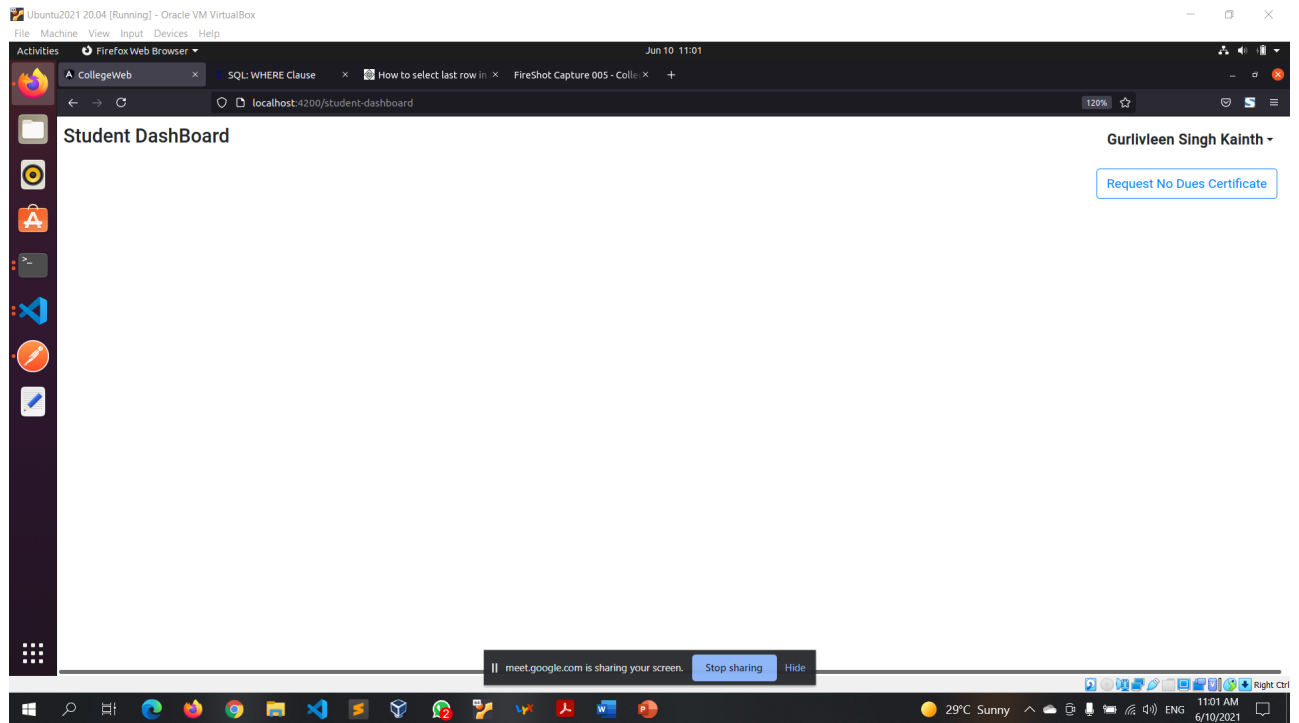 Ubuntu2021 20.04 [Running] - Oracle VM VirtualBox
File Machine View Input Devices Help
Activities Firefox Web Browser Jun 10 11:01
CollegeWeb SQL: WHERE Clause How to select last row in FireShot Capture 005 - Colle
localhost:4200/student-dashboard 120% S
Student DashBoard
Gurlivleen Singh Kainth
Request No Dues Certificate
meet.google.com is sharing your screen. Stop sharing Hide
Right Ctrl
29°C Sunny ENG 11:01 AM
6/10/2021